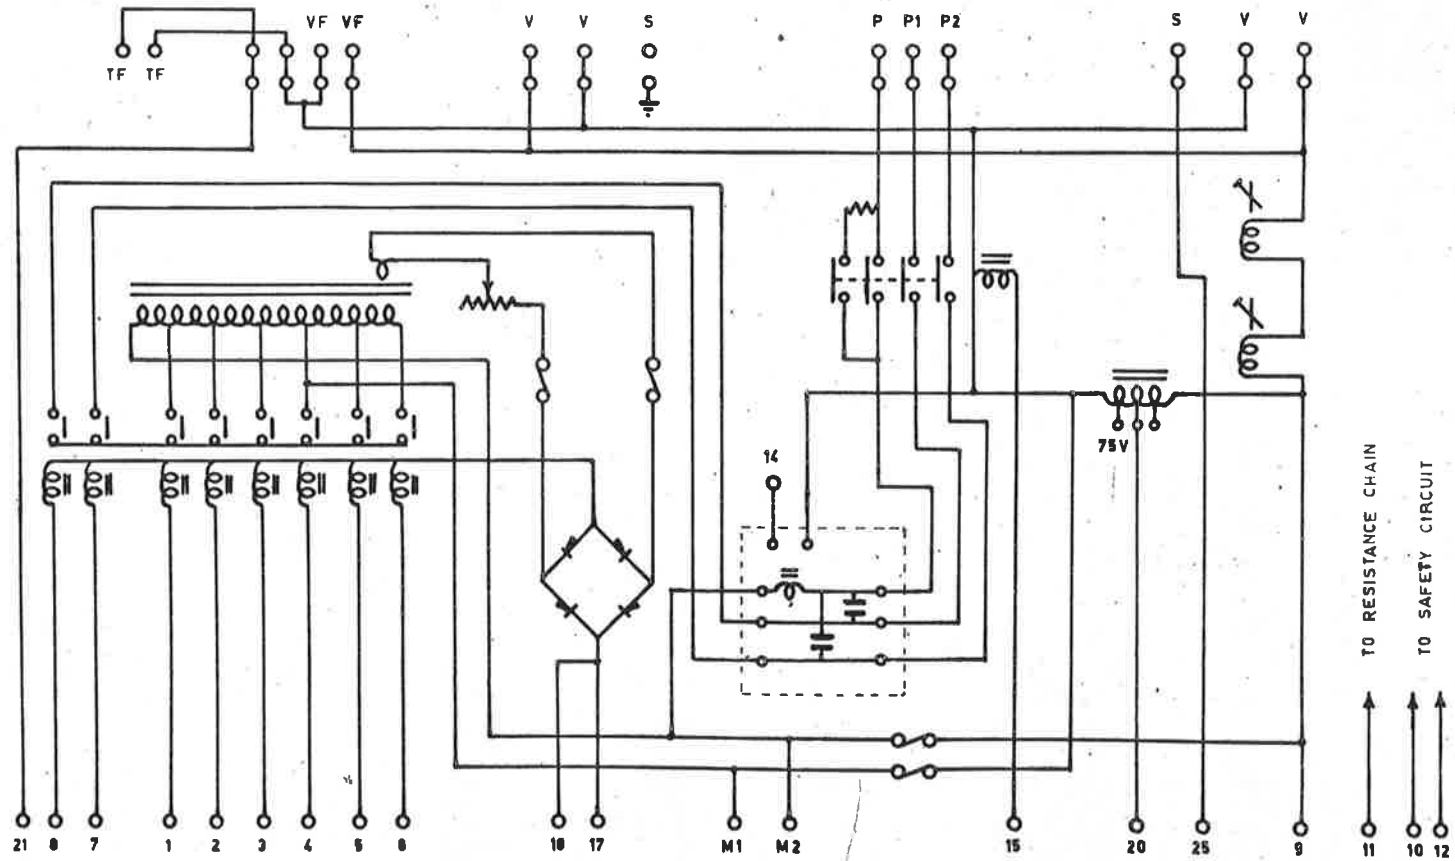 VF VF V V S P P1 P2 S V V
TF TF
75V
14
TO RESISTANCE CHAIN
TO SAFETY CIRCUIT
21 8 7 1 2 3 4 5 6 18 17 M1 M2 15 20 25 9 11 10 12